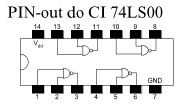 PIN-out do CI 74LS00
14 13 12 11 10 9 8
Vdd
GND
1 2 3 4 5 6 7